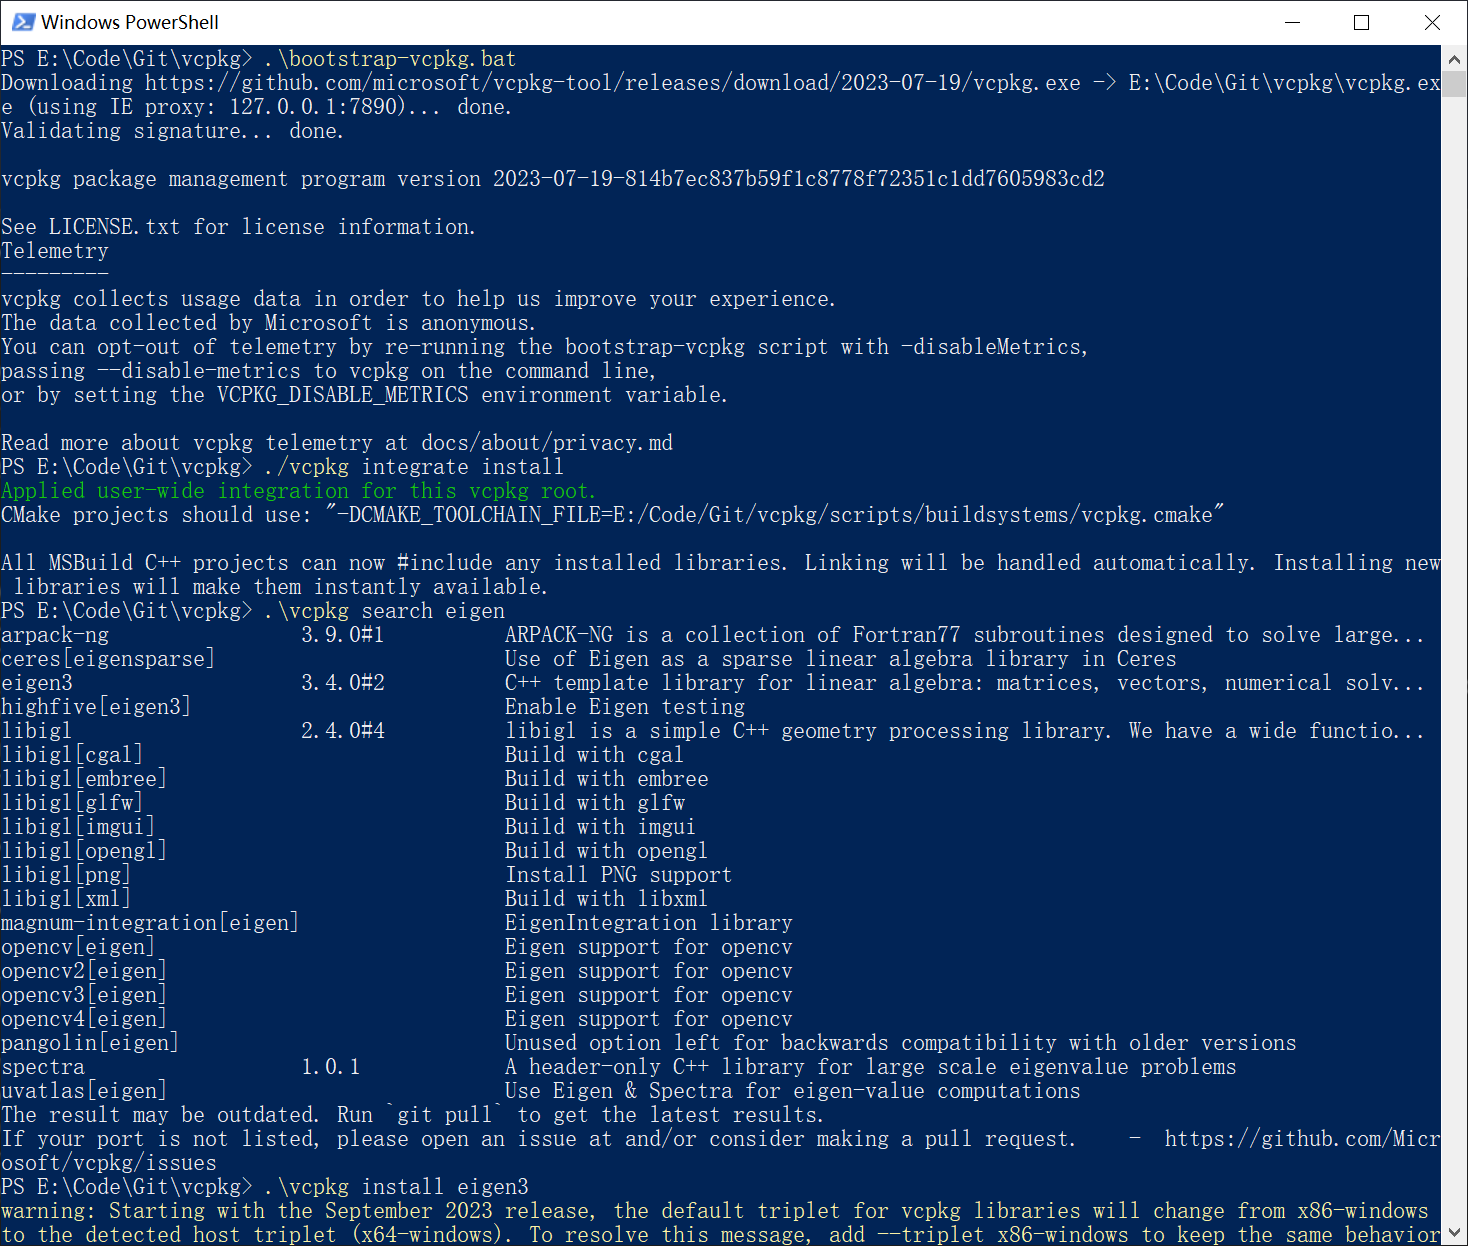 Windows PowerShell
PS E:\Code\Git\vcpkg> .\bootstrap-vcpkg.bat
Downloading https://github.com/microsoft/vcpkg-tool/releases/download/2023-07-19/vcpkg.exe -> E:\Code\Git\vcpkg\vcpkg.ex
e (using IE proxy: 127.0.0.1:7890)... done.
Validating signature... done.
vcpkg package management program version 2023-07-19-814b7ec837b59f1c8778f72351c1dd7605983cd2
See LICENSE.txt for license information.
Telemetry
---------
vcpkg collects usage data in order to help us improve your experience.
The data collected by Microsoft is anonymous.
You can opt-out of telemetry by re-running the bootstrap-vcpkg script with -disableMetrics,
passing --disable-metrics to vcpkg on the command line,
or by setting the VCPKG_DISABLE_METRICS environment variable.
Read more about vcpkg telemetry at docs/about/privacy.md
PS E:\Code\Git\vcpkg> ./vcpkg integrate install
Applied user-wide integration for this vcpkg root.
CMake projects should use: "-DCMAKE_TOOLCHAIN_FILE=E:/Code/Git/vcpkg/scripts/buildsystems/vcpkg.cmake"
All MSBuild C++ projects can now #include any installed libraries. Linking will be handled automatically. Installing new
 libraries will make them instantly available.
PS E:\Code\Git\vcpkg> .\vcpkg search eigen
arpack-ng 3.9.0#1 ARPACK-NG is a collection of Fortran77 subroutines designed to solve large...
ceres[eigensparse] Use of Eigen as a sparse linear algebra library in Ceres
eigen3 3.4.0#2 C++ template library for linear algebra: matrices, vectors, numerical solv...
highfive[eigen3] Enable Eigen testing
libigl 2.4.0#4 libigl is a simple C++ geometry processing library. We have a wide functio...
libigl[cgal] Build with cgal
libigl[embree] Build with embree
libigl[glfw] Build with glfw
libigl[imgui] Build with imgui
libigl[opengl] Build with opengl
libigl[png] Install PNG support
libigl[xml] Build with libxml
magnum-integration[eigen] EigenIntegration library
opencv[eigen] Eigen support for opencv
opencv2[eigen] Eigen support for opencv
opencv3[eigen] Eigen support for opencv
opencv4[eigen] Eigen support for opencv
pangolin[eigen] Unused option left for backwards compatibility with older versions
spectra 1.0.1 A header-only C++ library for large scale eigenvalue problems
uvatlas[eigen] Use Eigen & Spectra for eigen-value computations
The result may be outdated. Run `git pull` to get the latest results.
If your port is not listed, please open an issue at and/or consider making a pull request. - https://github.com/Micr
osoft/vcpkg/issues
PS E:\Code\Git\vcpkg> .\vcpkg install eigen3
warning: Starting with the September 2023 release, the default triplet for vcpkg libraries will change from x86-windows
to the detected host triplet (x64-windows). To resolve this message, add --triplet x86-windows to keep the same behavior